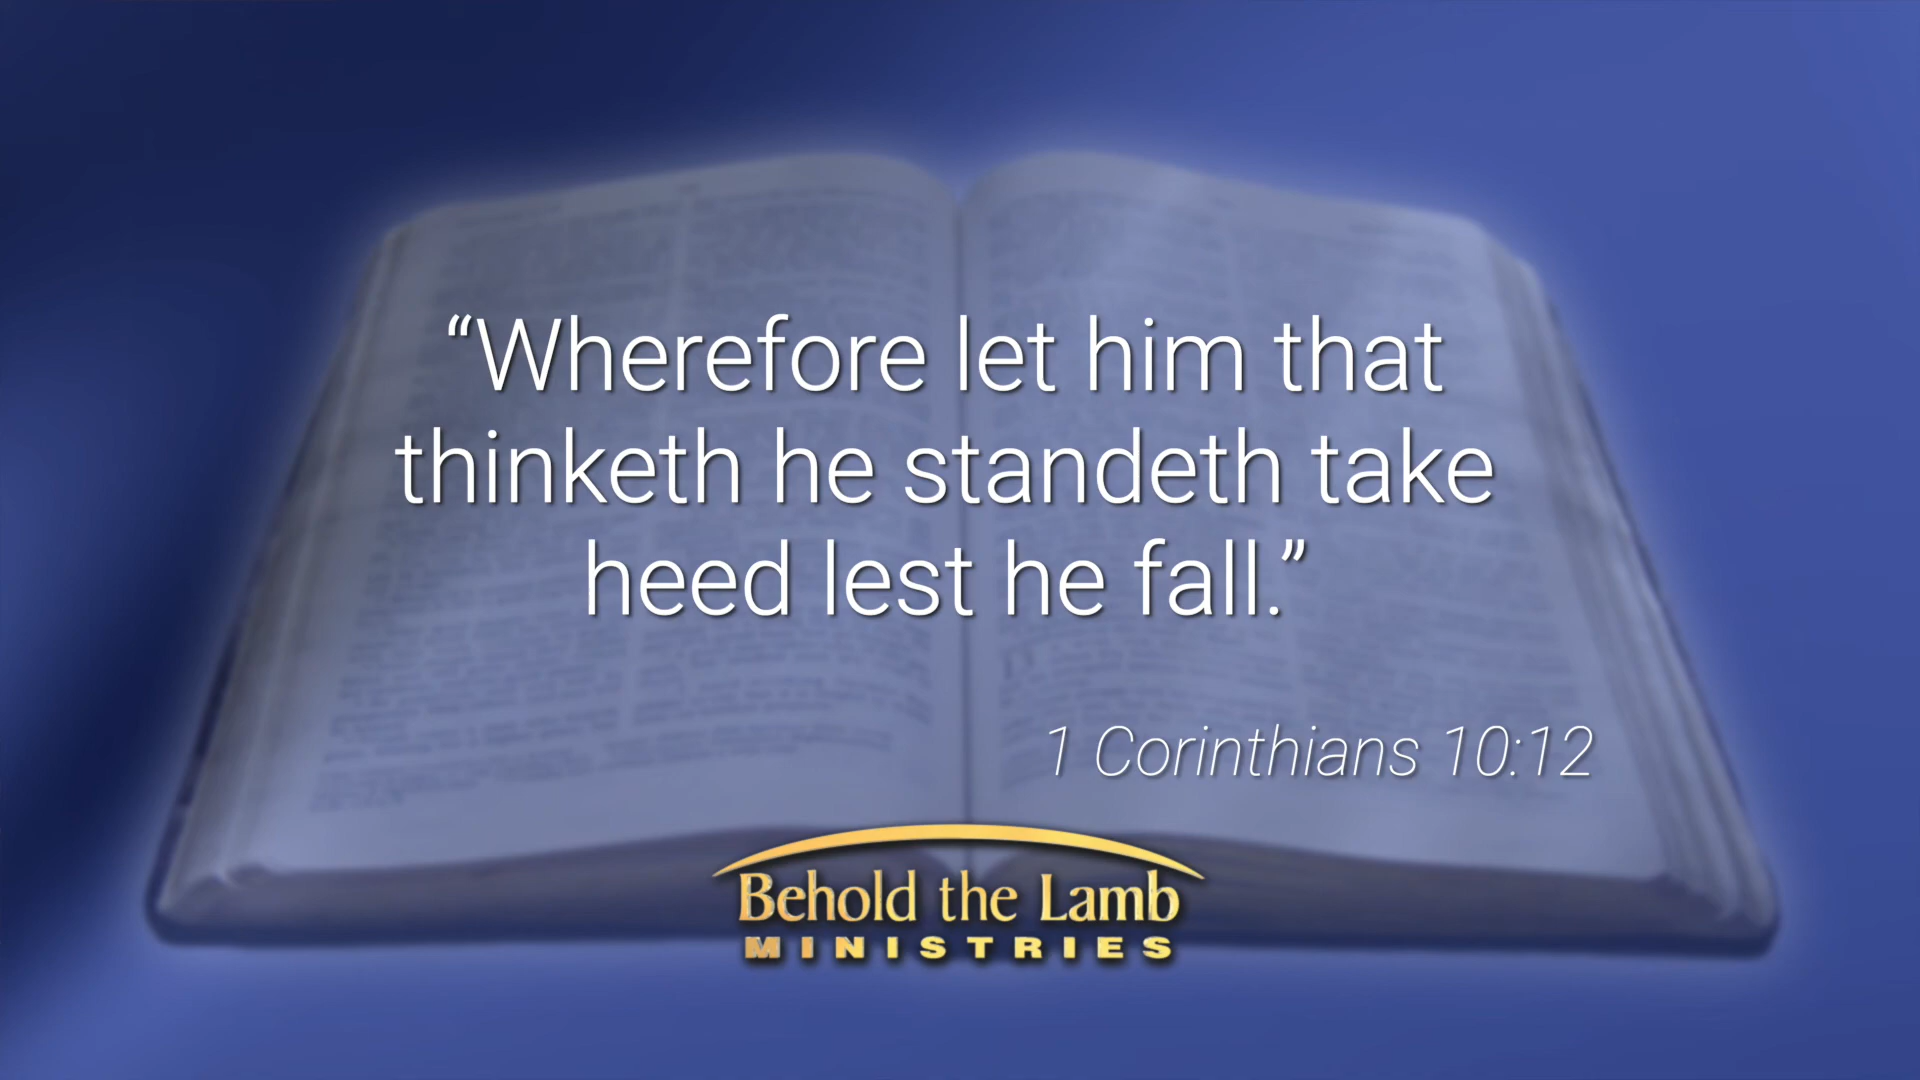 “Wherefore let him that
thinketh he standeth take
heed lest he fall.”
1 Corinthians 10:12
Behold the Lamb
MINISTRIES